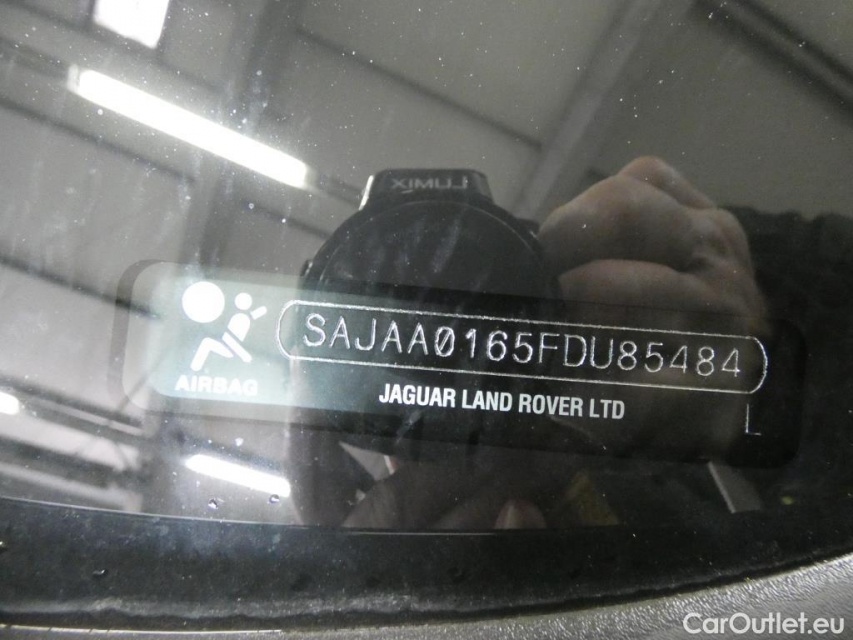 LUMIX
SAJAA0165FDU85484
AIRBAG
JAGUAR LAND ROVER LTD
L
CarOutlet.eu